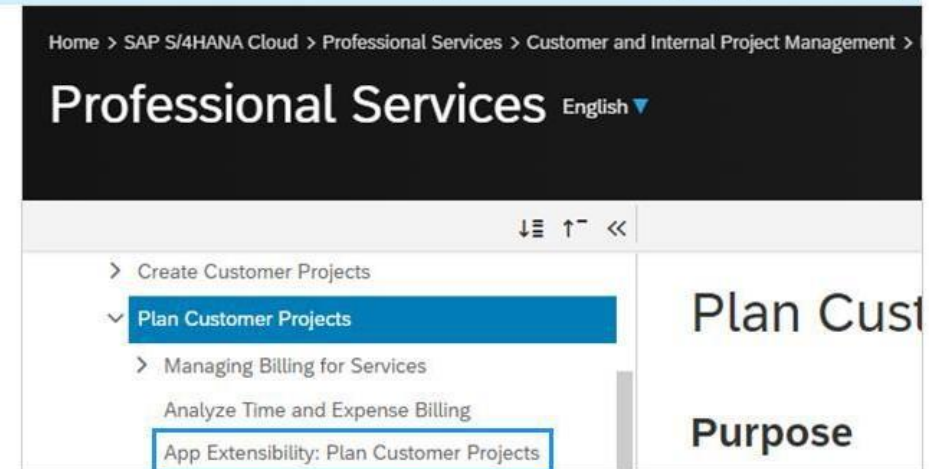 Home > SAP S/4HANA Cloud > Professional Services > Customer and Internal Project Management >
Professional Services English ▼
Create Customer Projects
Plan Customer Projects
Managing Billing for Services
Analyze Time and Expense Billing
App Extensibility: Plan Customer Projects
Plan Cust
Purpose